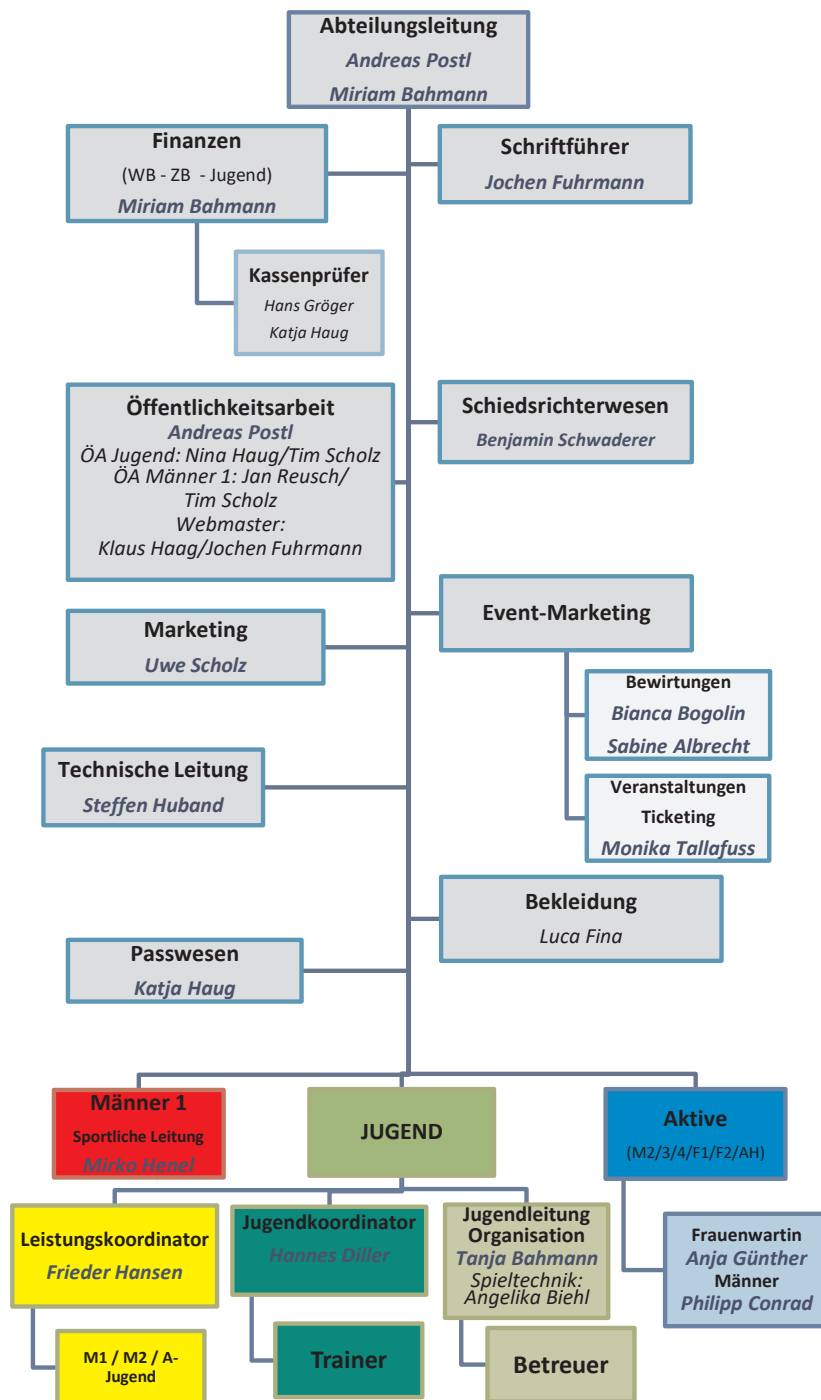 Abteilungsleitung
Andreas Postl
Miriam Bahmann
Finanzen
(WB - ZB - Jugend)
Miriam Bahmann
Schriftführer
Jochen Fuhrmann
Kassenprüfer
Hans Gröger
Katja Haug
Öffentlichkeitsarbeit
Andreas Postl
ÖA Jugend: Nina Haug/Tim Scholz
ÖA Männer 1: Jan Reusch/
Tim Scholz
Webmaster:
Klaus Haag/Jochen Fuhrmann
Schiedsrichterwesen
Benjamin Schwaderer
Marketing
Uwe Scholz
Event-Marketing
Bewirtungen
Bianca Bogolin
Sabine Albrecht
Technische Leitung
Steffen Huband
Veranstaltungen
Ticketing
Monika Tallafuss
Bekleidung
Luca Fina
Passwesen
Katja Haug
Männer 1
Sportliche Leitung
Mirko Henel
JUGEND
Aktive
(M2/3/4/F1/F2/AH)
Leistungskoordinator
Frieder Hansen
Jugendkoordinator
Hannes Diller
Jugendleitung
Organisation
Tanja Bahmann
Spieltechnik:
Angelika Biehl
Frauenwartin
Anja Günther
Männer
Philipp Conrad
M1 / M2 / A-
Jugend
Trainer
Betreuer